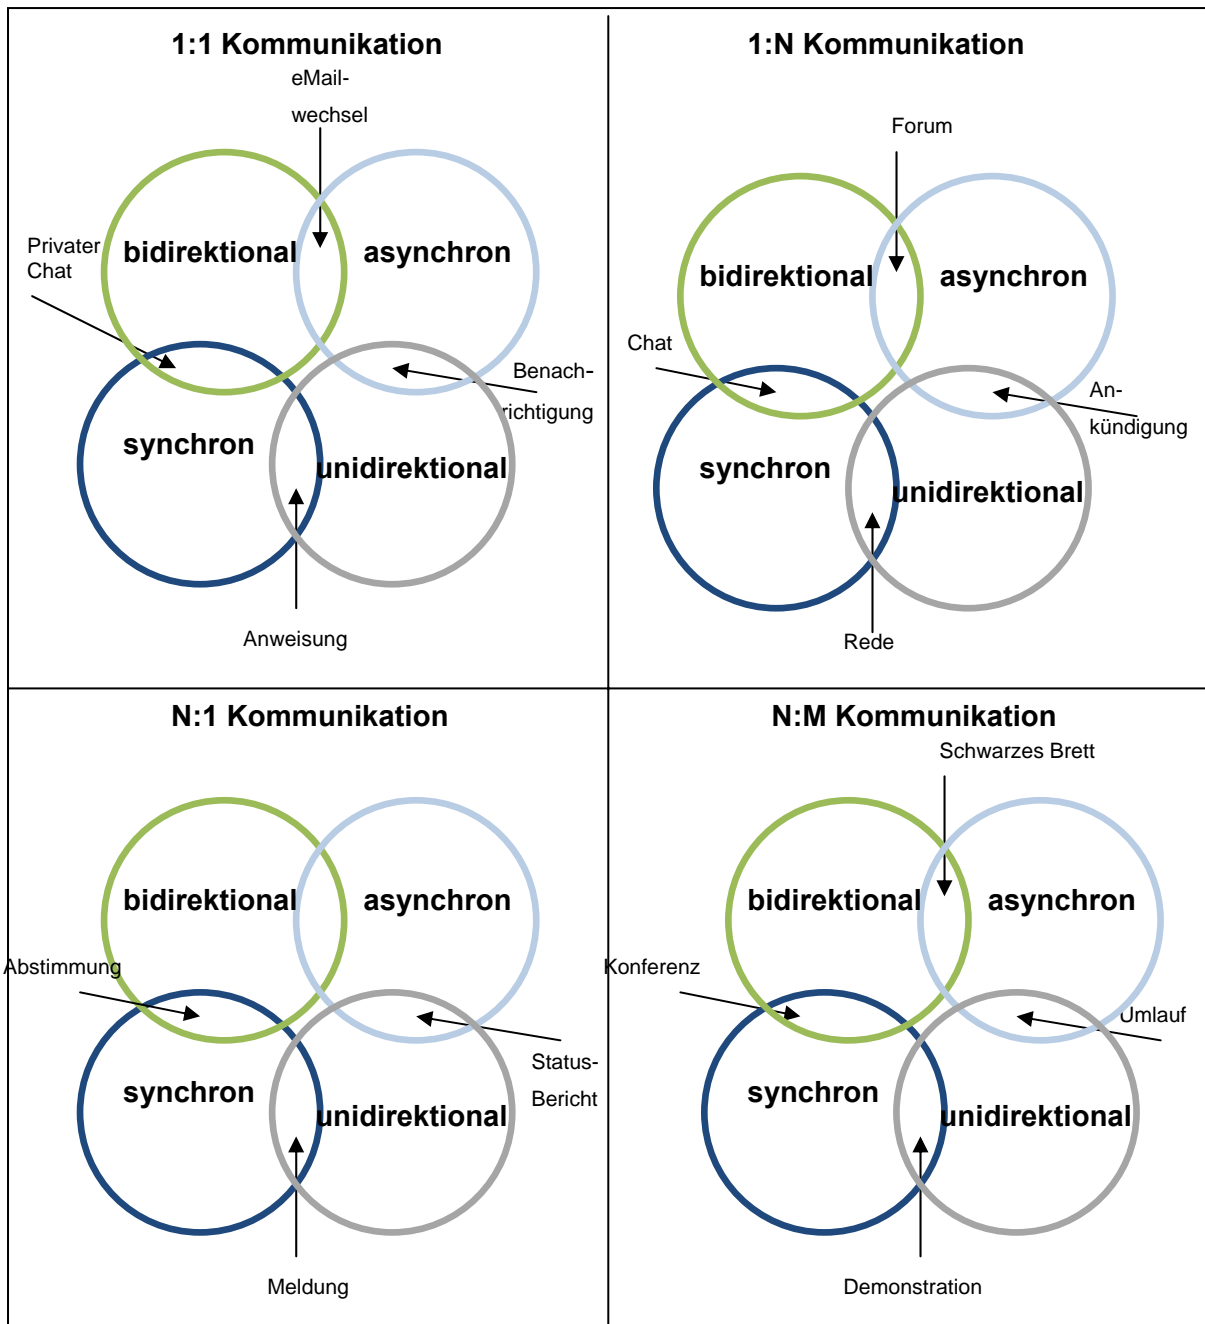 1:1 Kommunikation
eMail-
wechsel
bidirektional
asynchron
Privater
Chat
Benach-
richtigung
synchron
unidirektional
Anweisung
1:N Kommunikation
Forum
bidirektional
asynchron
Chat
An-
kündigung
synchron
unidirektional
Rede
N:1 Kommunikation
bidirektional
asynchron
Abstimmung
Status-
Bericht
synchron
unidirektional
Meldung
N:M Kommunikation
Schwarzes Brett
bidirektional
asynchron
Konferenz
Umlauf
synchron
unidirektional
Demonstration